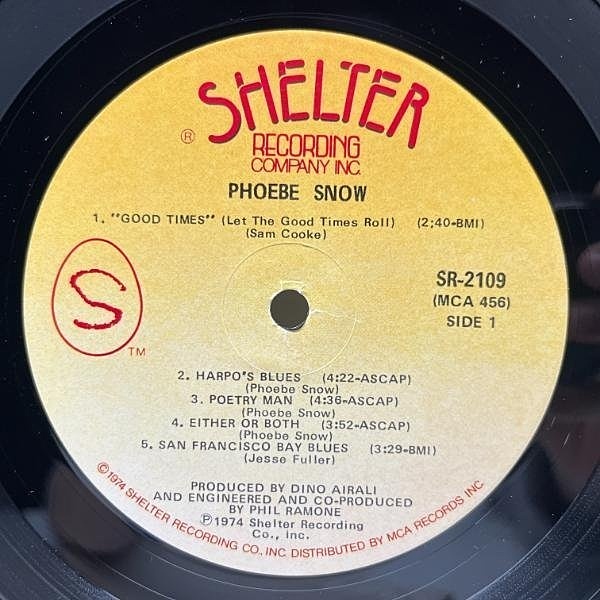 SHELTER
® RECORDING
COMPANY INC.
PHOEBE SNOW
1. "GOOD TIMES" (Let The Good Times Roll) (2;40-BMI)
(Sam Cooke)
S
TM
SR-2109
(MCA 456)
SIDE 1
2. HARPO'S BLUES (4:22-ASCAP)
(Phoebe Snow)
3. POETRY MAN (4:36-ASCAP)
(Phoebe Snow)
4. EITHER OR BOTH (3:52-ASCAP)
(Phoebe Snow)
5. SAN FRANCISCO BAY BLUES (3:29-BMI)
(Jesse Fuller)
PRODUCED BY DINO AIRALI
AND ENGINEERED AND CO-PRODUCED
BY PHIL RAMONE
℗ 1974 Shelter Recording
Co., Inc.
©1974 SHELTER RECORDING CO., INC. DISTRIBUTED BY MCA RECORDS INC.